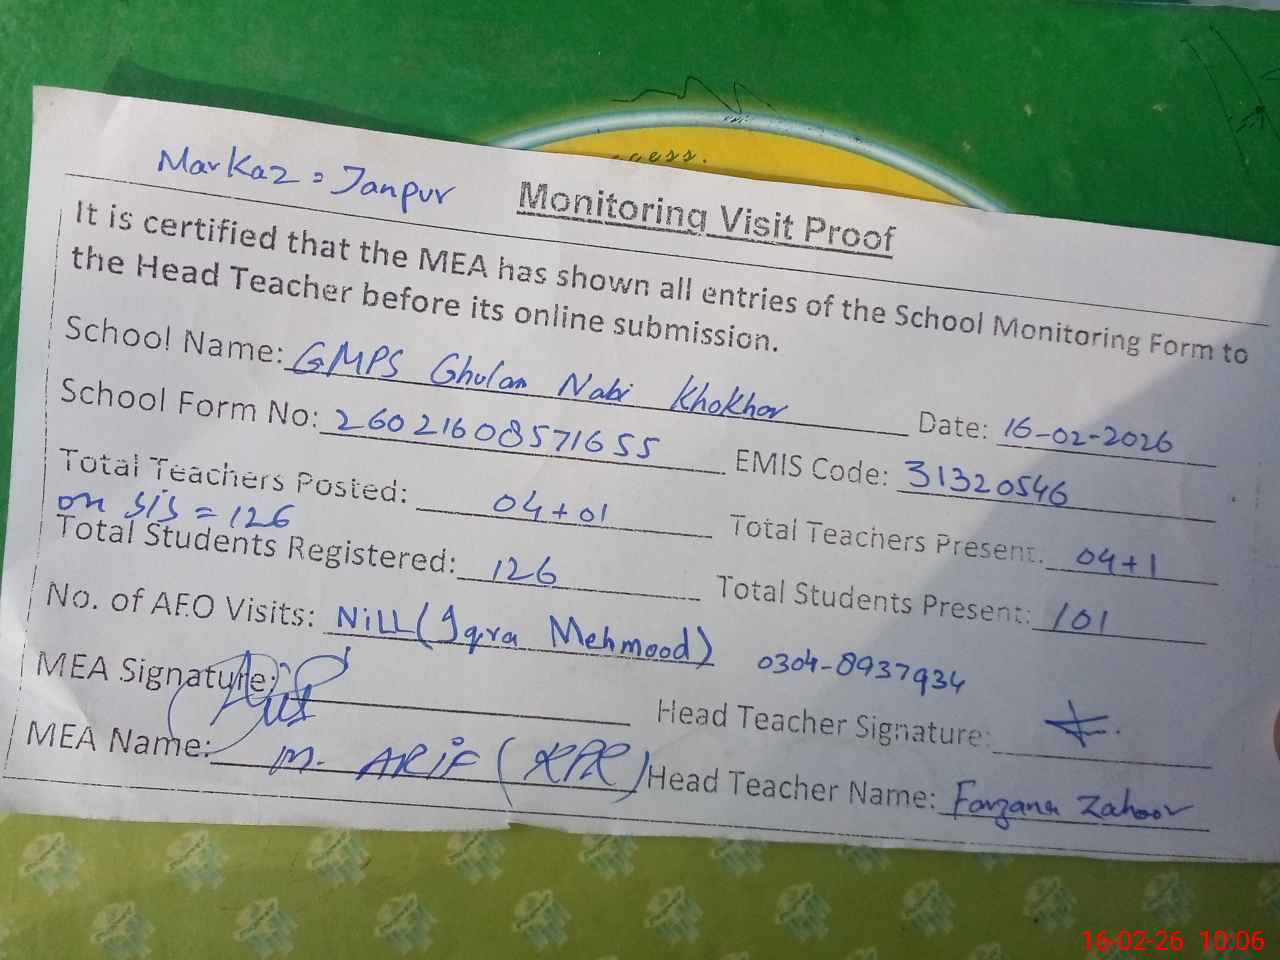 ccess.
Markaz = Janpur
Monitoring Visit Proof
It is certified that the MEA has shown all entries of the School Monitoring Form to
the Head Teacher before its online submission.
School Name: GMPS Ghulam Nabi Khokhar
Date: 16-02-2026
School Form No: 26021608571655
EMIS Code: 31320546
Total Teachers Posted: 04+01
Total Teachers Present: 04+1
on sis = 126
Total Students Registered: 126
Total Students Present: 101
No. of AEO Visits: NiLL (Iqra Mehmood) 0304-8937934
MEA Signature:
Head Teacher Signature:
MEA Name: M. ARiF (RPR)
Head Teacher Name: Farzana Zahoor
16-02-26 10:06